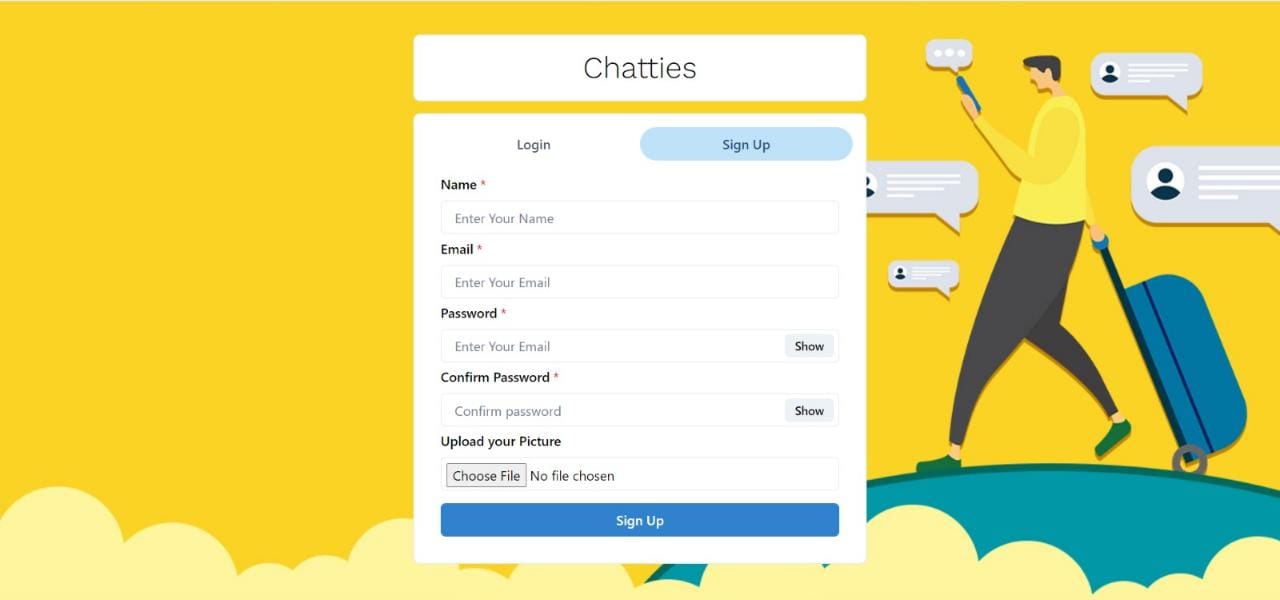 Chatties
Login Sign Up
Name *
Enter Your Name
Email *
Enter Your Email
Password *
Enter Your Email Show
Confirm Password *
Confirm password Show
Upload your Picture
Choose File No file chosen
Sign Up